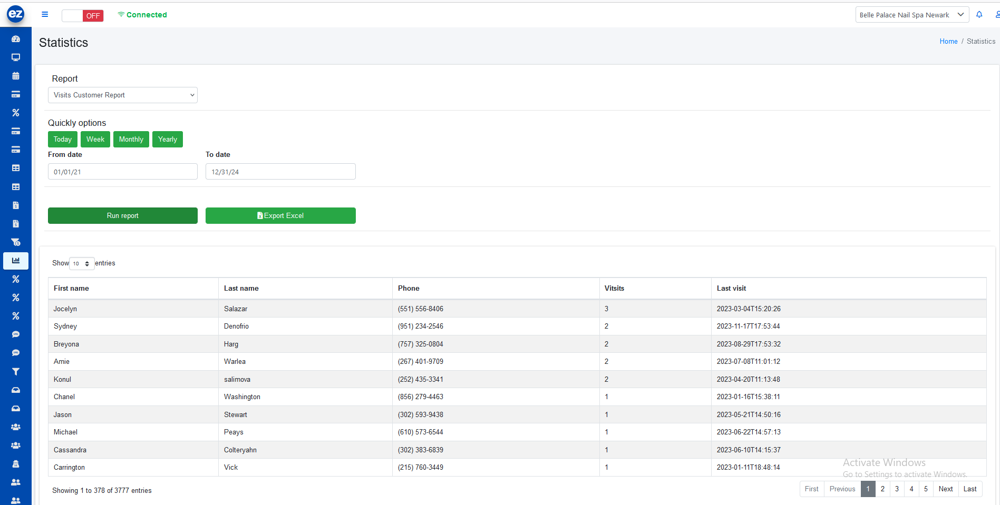 ez
OFF
Connected
Belle Palace Nail Spa Newark
Statistics
Home / Statistics
Report
Visits Customer Report
Quickly options
Today Week Monthly Yearly
From date To date
01/01/21 12/31/24
Run report Export Excel
Show 10 entries
First name Last name Phone Vitsits Last visit
Jocelyn Salazar (551) 556-8406 3 2023-03-04T15:20:26
Sydney Denofrio (951) 234-2546 2 2023-11-17T17:53:44
Breyona Harg (757) 325-0804 2 2023-08-29T17:53:32
Amie Warlea (267) 401-9709 2 2023-07-08T11:01:12
Konul salimova (252) 435-3341 2 2023-04-20T11:13:48
Chanel Washington (856) 279-4463 1 2023-01-16T15:38:11
Jason Stewart (302) 593-9438 1 2023-05-21T14:50:16
Michael Peays (610) 573-6544 1 2023-06-22T14:57:13
Cassandra Colteryahn (302) 383-6839 1 2023-06-10T14:15:37
Carrington Vick (215) 760-3449 1 2023-01-11T18:48:14
Activate Windows
Go to Settings to activate Windows.
Showing 1 to 378 of 3777 entries
First Previous 1 2 3 4 5 Next Last